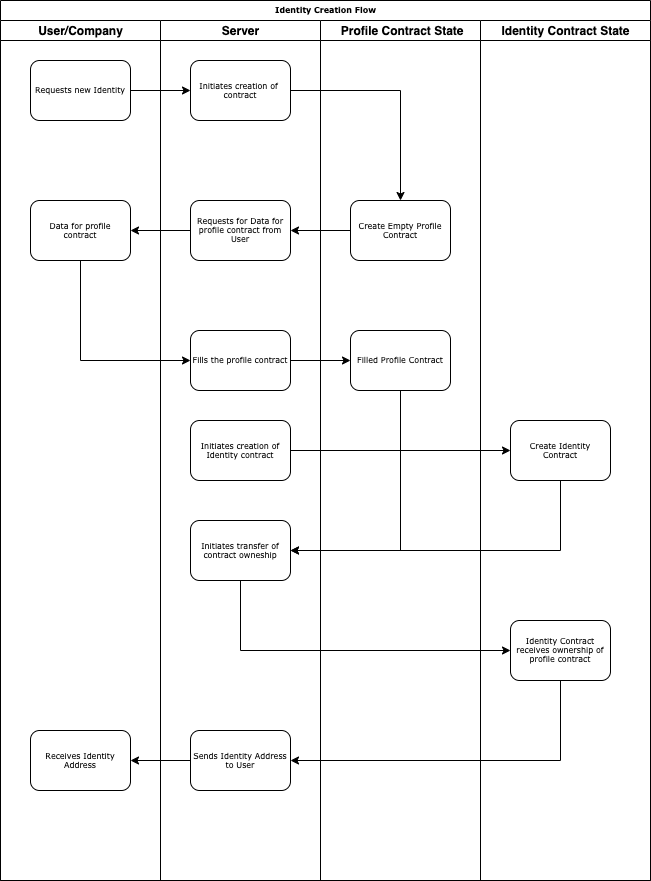 Identity Creation Flow
User/Company
Server
Profile Contract State
Identity Contract State
Requests new Identity
Initiates creation of
contract
Data for profile
contract
Requests for Data for
profile contract from
User
Create Empty Profile
Contract
Fills the profile contract
Filled Profile Contract
Initiates creation of
Identity contract
Create Identity
Contract
Initiates transfer of
contract owneship
Identity Contract
receives ownership of
profile contract
Receives Identity
Address
Sends Identity Address
to User